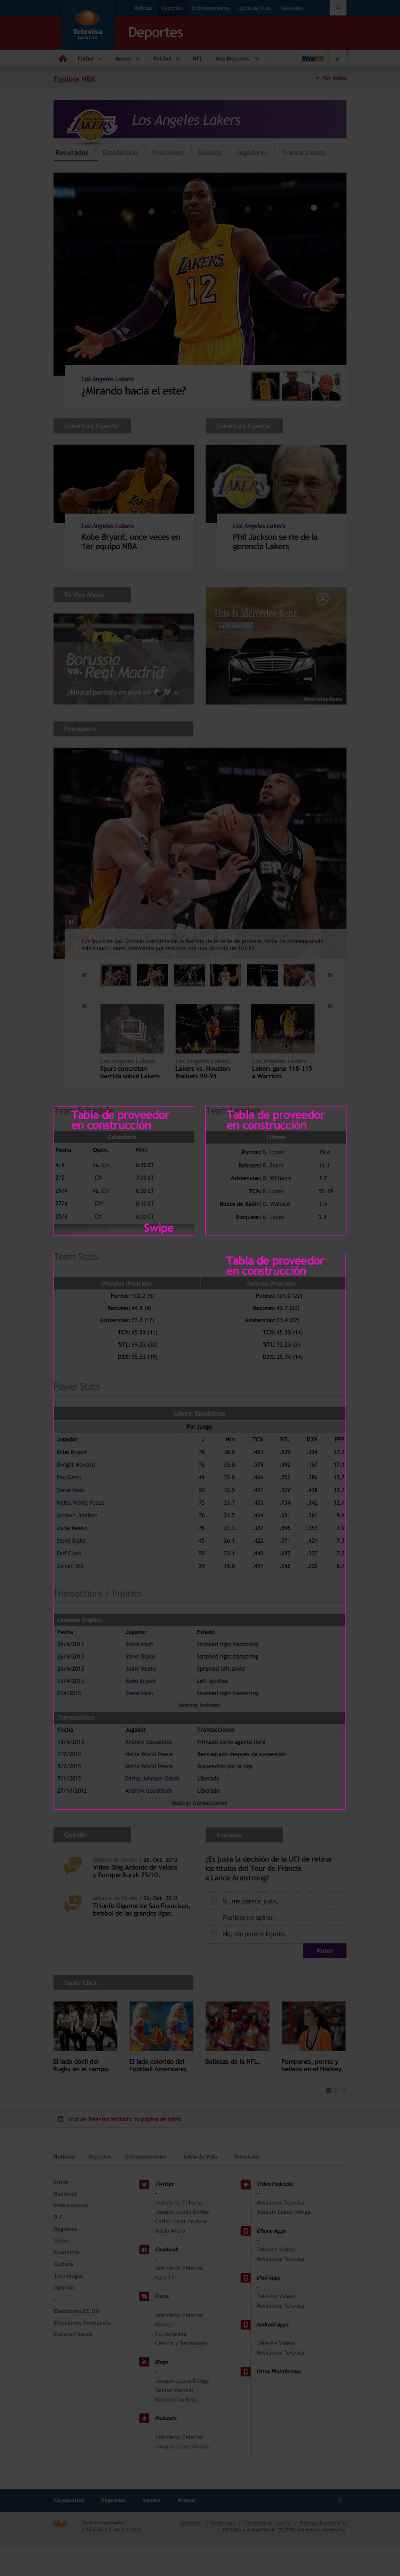 Noticias Deportes Entretenimiento Estilo de Vida Televisión
Televisa
DEPORTES
Deportes
Futbol Boxeo Beisbol NFL Más Deportes
Equipos NBA
Ver todos
Los Angeles Lakers
Resultados Estadísticas Posiciones Equipos Jugadores Transacciones
Los Angeles Lakers
¿Mirando hacia el este?
Cobertura Especial
Cobertura Especial
Los Angeles Lakers
Kobe Bryant, once veces en
1er equipo NBA
Los Angeles Lakers
Phil Jackson se ríe de la
gerencia Lakers
En Vivo Ahora
This is Mercedes-Benz.
Borussia
vs. Real Madrid
¡Mira el partido en vivo en
Mercedes-Benz
Fotogalería
Los Spurs de San Antonio completarón la barrida de la serie de primera ronda de postemporada
sobre unos Lakers mermados por lesiones con una victoria de 103-82
Los Angeles Lakers
Spurs concretan
barrida sobre Lakers
Los Angeles Lakers
Lakers vs. Houston
Rockets 99-95
Los Angeles Lakers
Lakers gana 118-115
a Warriors
Tabla de proveedor
en construcción
Calendario
Fecha Opon. Hora
4/5 vs. CHI 6:30 CT
2/5 CHI 7:30 CT
29/4 vs. CHI 6:00 CT
27/4 CHI 8:30 CT
25/4 CHI 8:00 CT
Swipe
Tabla de proveedor
en construcción
Líderes
Puntos: B. Lopez 19.4
Rebotes: R. Evans 11.1
Asistencias: D. Williams 7.7
TC%: B. Lopez 52.15
Robos de Balón: G. Wallace 1.4
Bloqueos: B. Lopez 2.1
Team Stats
Tabla de proveedor
en construcción
Ofensiva (Posición) Defensa (Posición)
Puntos: 102.2 (6) Puntos: 101.0 (22)
Rebotes: 44.8 (4) Rebotes: 42.7 (20)
Asistencias: 22.2 (17) Asistencias: 23.4 (22)
TC%: 45.8% (11) TC%: 45.3% (14)
%TL: 69.2% (30) %TL: 73.2% (3)
D3%: 35.5% (19) D3%: 35.7% (14)
Player Stats
Lakers: Estadísticas
Por juego
Jugador J Min TC% %TL D3% PPP
Kobe Bryant 78 38.6 .463 .839 .324 27.3
Dwight Howard 76 35.8 .578 .492 .167 17.1
Pau Gasol 49 33.8 .466 .702 .286 13.7
Steve Nash 50 32.5 .497 .922 .438 12.7
Metta World Peace 75 33.7 .403 .734 .342 12.4
Antawn Jamison 76 21.5 .464 .691 .361 9.4
Jodie Meeks 78 21.3 .387 .896 .357 7.9
Steve Blake 45 26.1 .422 .771 .421 7.3
Earl Clark 59 23.1 .440 .697 .337 7.3
Jordan Hill 29 15.8 .497 .656 .000 6.7
Transactions / Injuries
Lesiones (Inglés)
Fecha Jugador Estado
26/4/2013 Steve Nash Strained right hamstring
26/4/2013 Steve Blake Strained right hamstring
24/4/2013 Jodie Meeks Sprained left ankle
13/4/2013 Kobe Bryant Left achilles
2/4/2013 Steve Nash Strained right hamstring
Mostrar lesiones
Transacciones
Fecha Jugador Transacciones
14/4/2013 Andrew Goudelock Firmado como agente libre
7/2/2013 Metta World Peace Reintegrado después de suspensión
5/2/2013 Metta World Peace Suspendido por la liga
7/1/2013 Darius Johnson-Odom Liberado
27/10/2012 Andrew Goudelock Liberado
Mostrar transacciones
Opinión
Antonio de Valdés | 26. Oct. 2012
Video Blog Antonio de Valdés
y Enrique Burak 25/10.
Antonio de Valdés | 26. Oct. 2012
Triunfo Gigante de San Francisco,
beisbol de las grandes ligas.
Encuesta
¿Es justa la decisión de la UCI de retirar
los títulos del Tour de Francia
a Lance Armstrong?
Sí, me parece justa.
Prefiero no opinar.
No, me parece injusto.
Votar
Super Click
El lado dócil del
Rugby en el campo.
El lado colorido del
Football Americano.
Bellezas de la NFL.
Pompones, porras y
belleza en el Hockey.
Haz de Televisa Noticias, tu página de inicio.
Noticias Deportes Entretenimiento Estilo de Vida Televisión
Inicio
Nacional
Internacional
D.F.
Regiones
Clima
Economía
Cultura
Tecnología
Opinión
Elecciones EE.UU
Elecciones Venezuela
Huracan Sandy
Twitter
Noticieros Televisa
Joaquín López Dóriga
Carlos Loret de Mola
Adela Micha
Facebook
Noticieros Televisa
Foro TV
Foros
Noticieros Televisa
México
Tu Denuncia
Ciencia y Tecnología
Blogs
Joaquín López Dóriga
Denise Maerker
Marcelo Cordoba
Podcasts
Noticieros Televisa
Joaquín López Dóriga
Video Podcasts
Noticieros Televisa
Joaquín López Dóriga
iPhone Apps
Televisa Videos
Noticieros Televisa
iPad Apps
Televisa Videos
Noticieros Televisa
Android Apps
Televisa Videos
Noticieros Televisa
Otras Plataformas
Corporativo Empresas Ventas Prensa
Derechos reservados